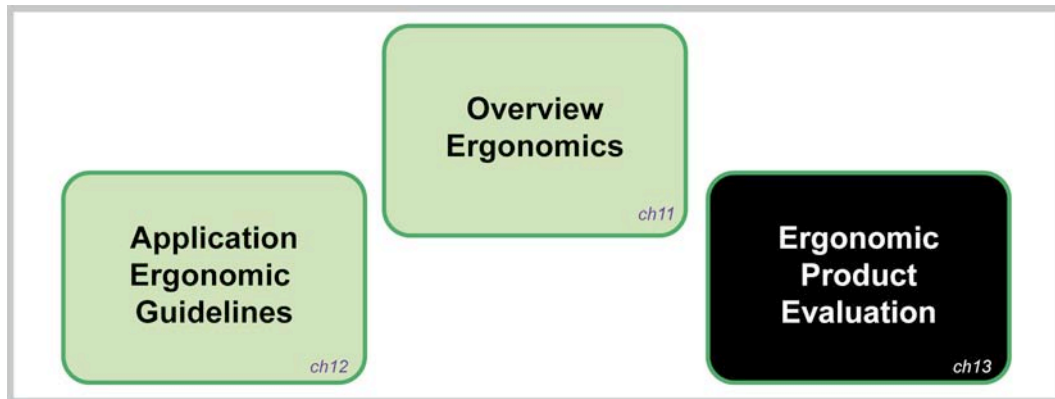 Overview
Ergonomics
ch11
Application
Ergonomic
Guidelines
ch12
Ergonomic
Product
Evaluation
ch13